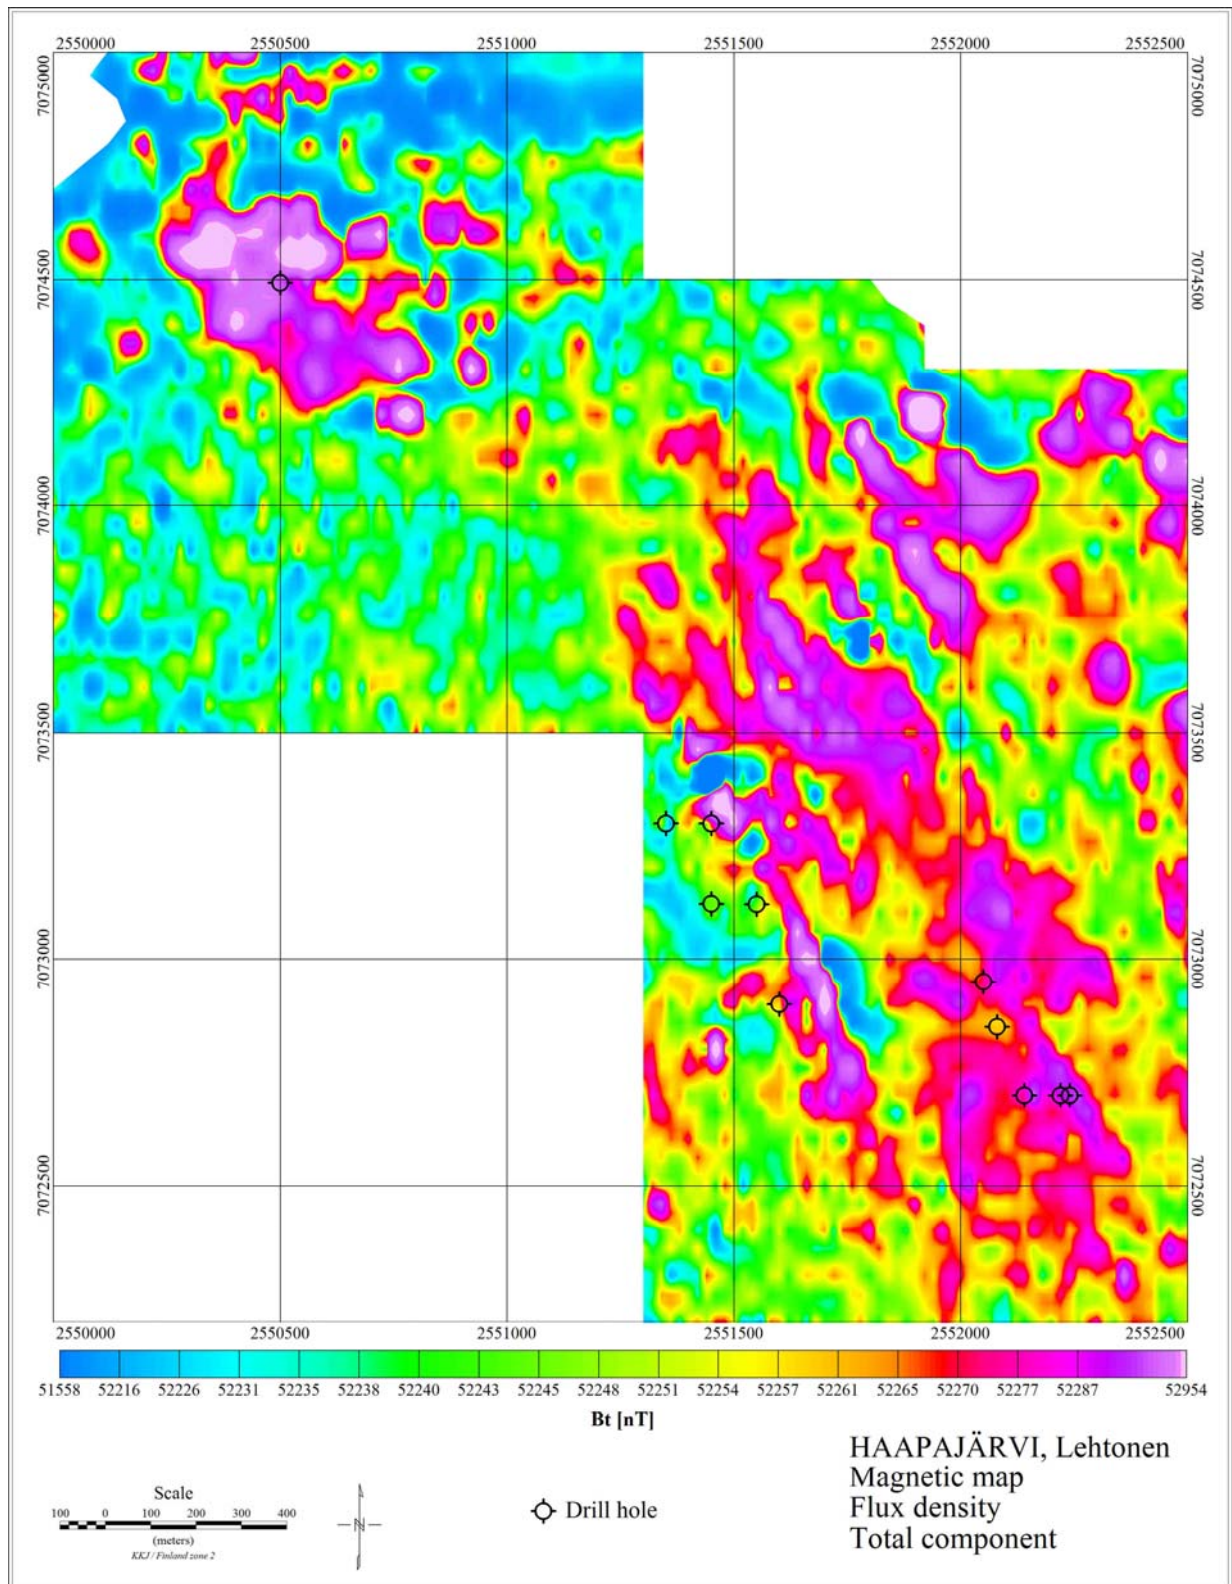 2550000 2550500 2551000 2551500 2552000 2552500
7075000 7075000
7074500 7074500
7074000 7074000
7073500 7073500
7073000 7073000
7072500 7072500
2550000 2550500 2551000 2551500 2552000 2552500
51558 52216 52226 52231 52235 52238 52240 52243 52245 52248 52251 52254 52257 52261 52265 52270 52277 52287 52954
Bt [nT]
HAAPAJÄRVI, Lehtonen
Magnetic map
Flux density
Total component
Scale
100 0 100 200 300 400
(meters)
KKJ / Finland zone 2
N
Drill hole